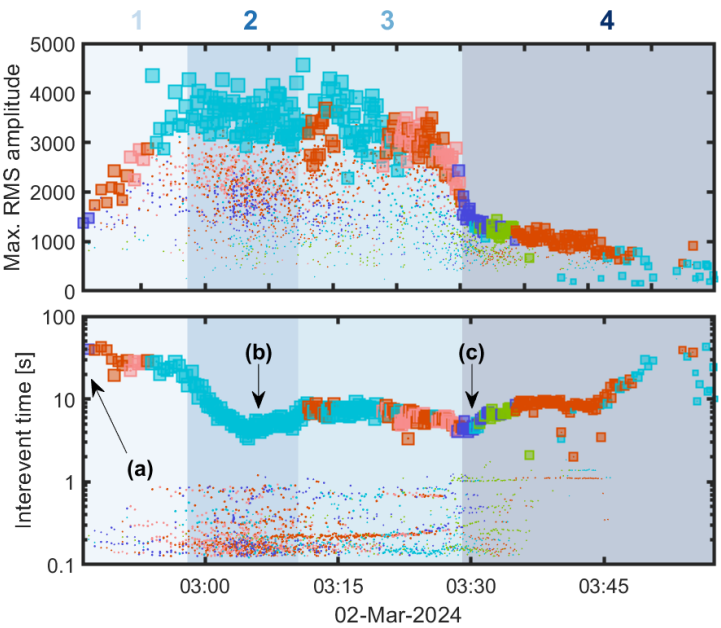 1 2 3 4
5000
4000
3000
2000
1000
0
Max. RMS amplitude
100
10
1
0.1
Interevent time [s]
(a)
(b)
(c)
03:00 03:15 03:30 03:45
02-Mar-2024